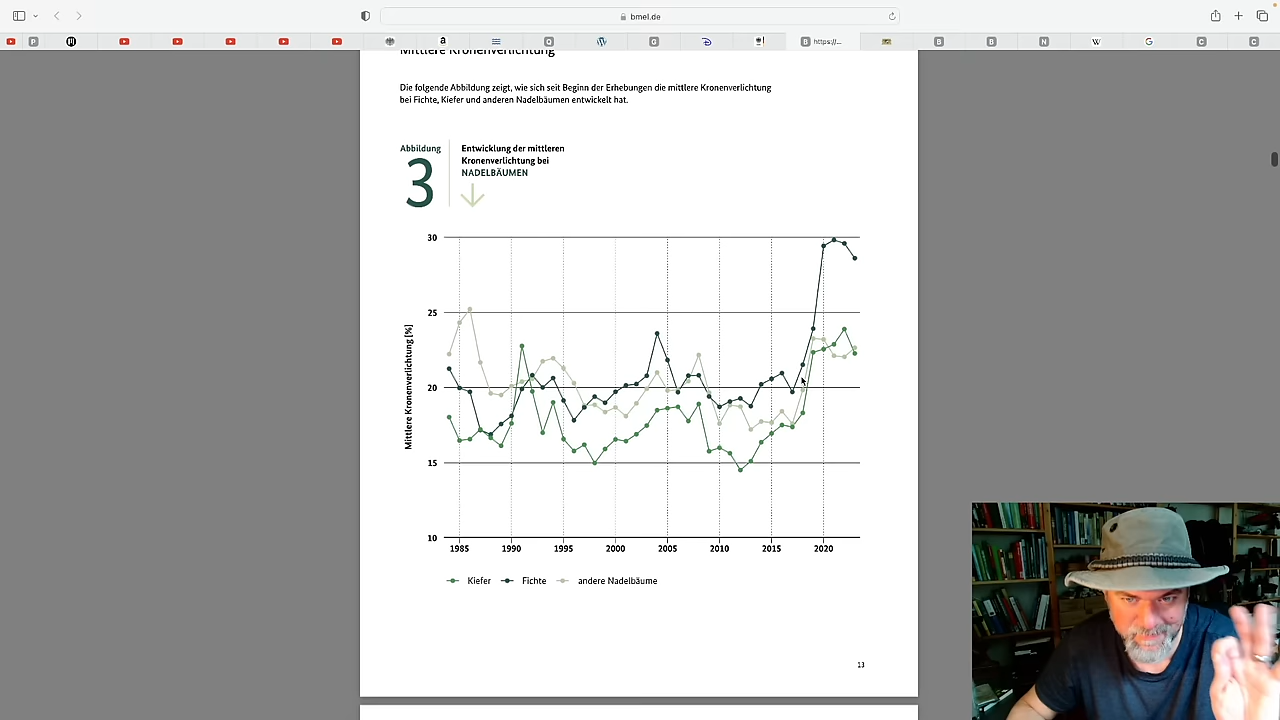 bmel.de
https://...
Mittlere Kronenverlichtung
Die folgende Abbildung zeigt, wie sich seit Beginn der Erhebungen die mittlere Kronenverlichtung
bei Fichte, Kiefer und anderen Nadelbäumen entwickelt hat.
Abbildung
3
Entwicklung der mittleren
Kronenverlichtung bei
NADELBÄUMEN
Mittlere Kronenverlichtung [%]
30
25
20
15
10
1985 1990 1995 2000 2005 2010 2015 2020
Kiefer Fichte andere Nadelbäume
13